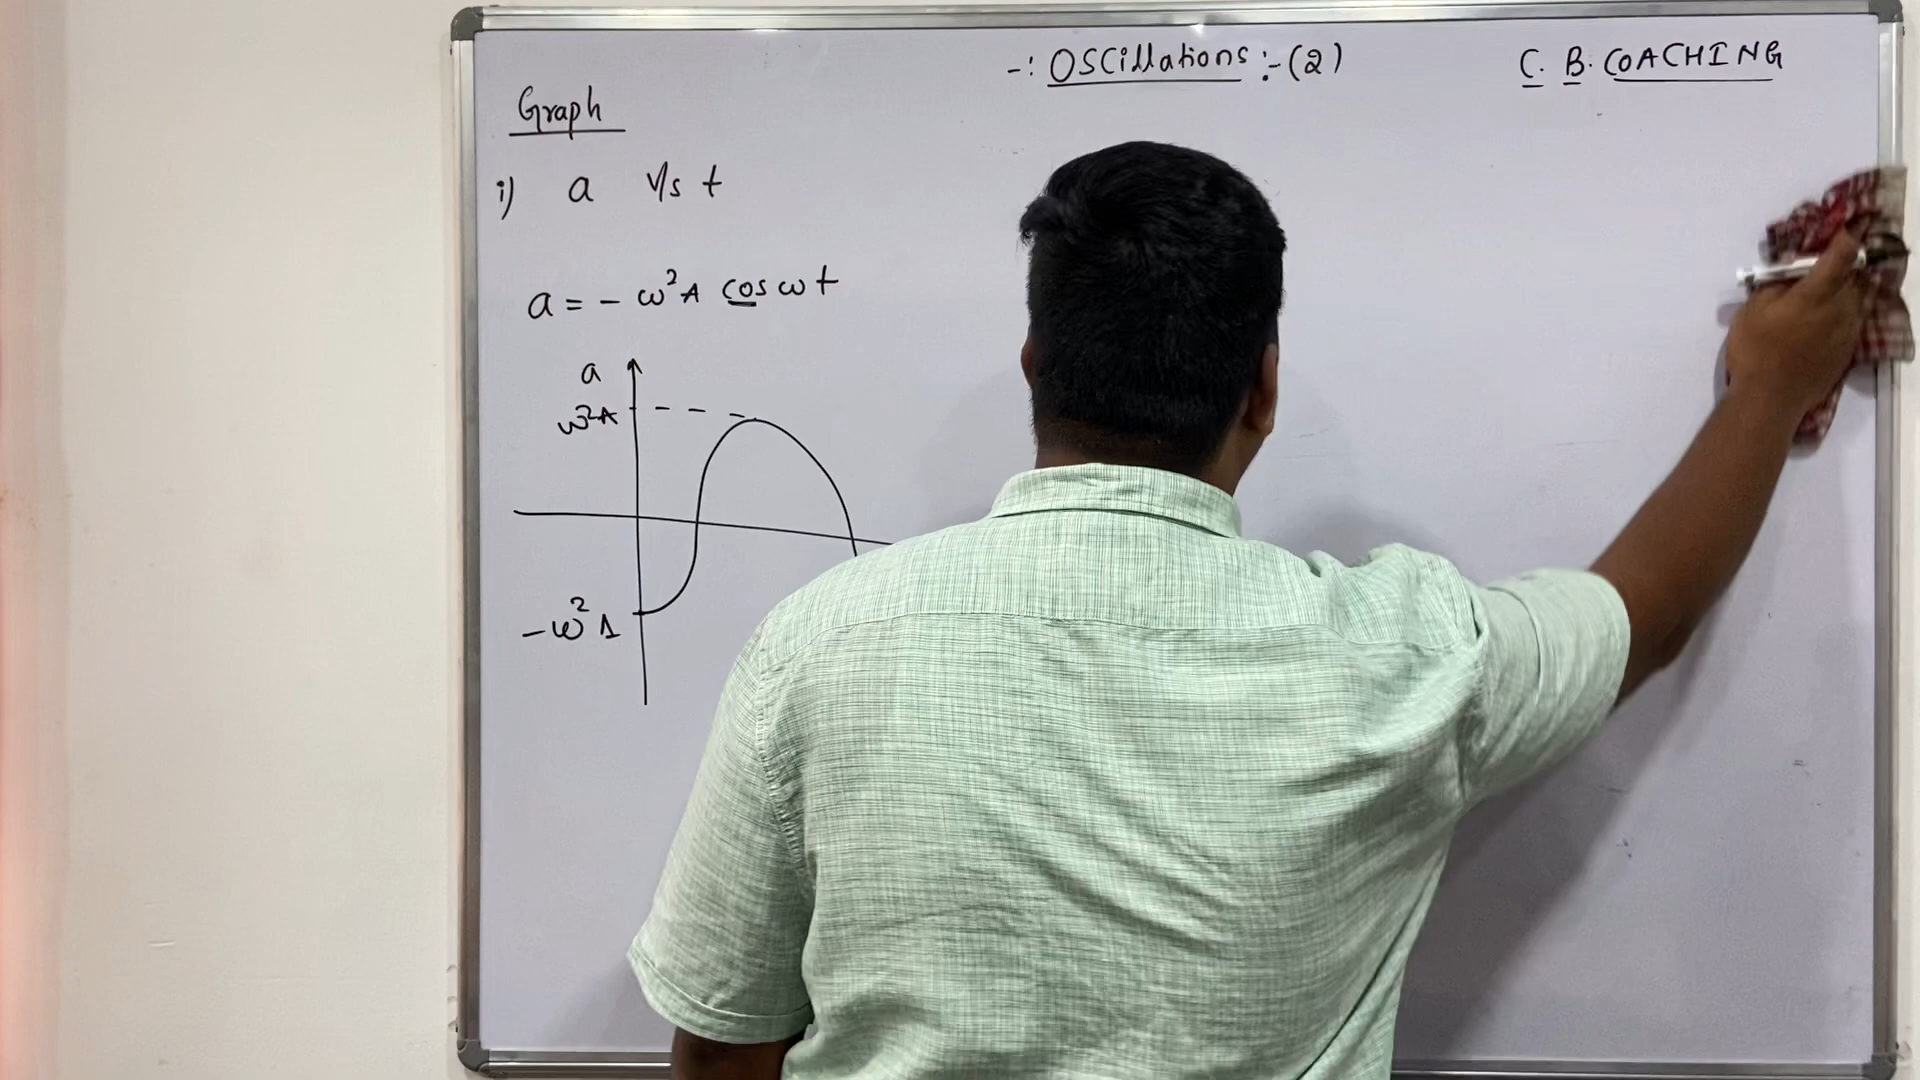 -: OSCillations :- (2)
C. B. COACHING
Graph
i) a v/s t
a = - ω²A cos ωt
a
ω²A
-ω²A